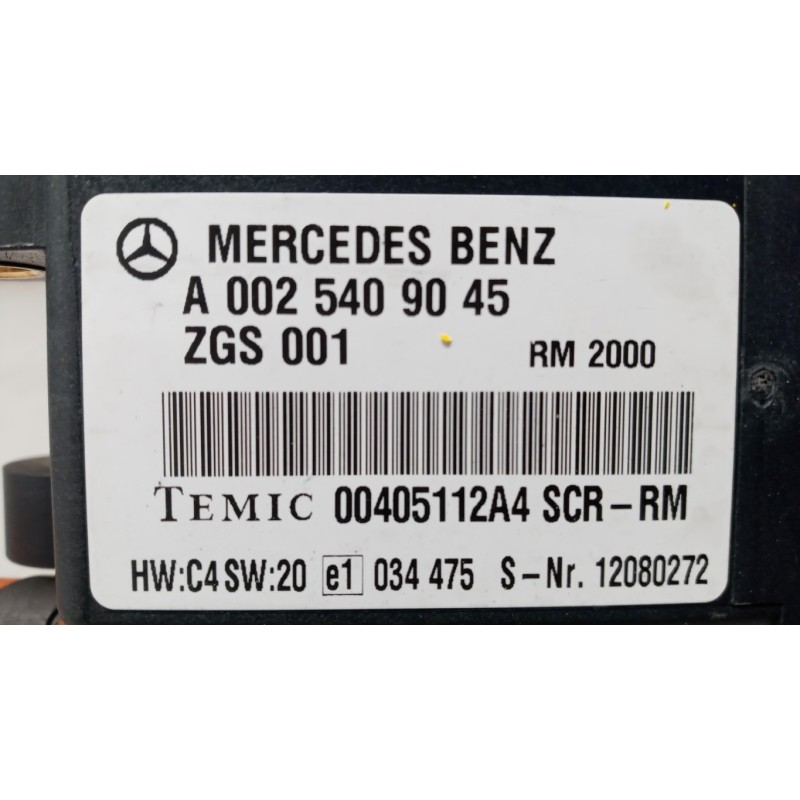 MERCEDES BENZ
A 002 540 90 45
ZGS 001 RM 2000
TEMIC 00405112A4 SCR-RM
HW:C4 SW:20 e1 034 475 S-Nr. 12080272